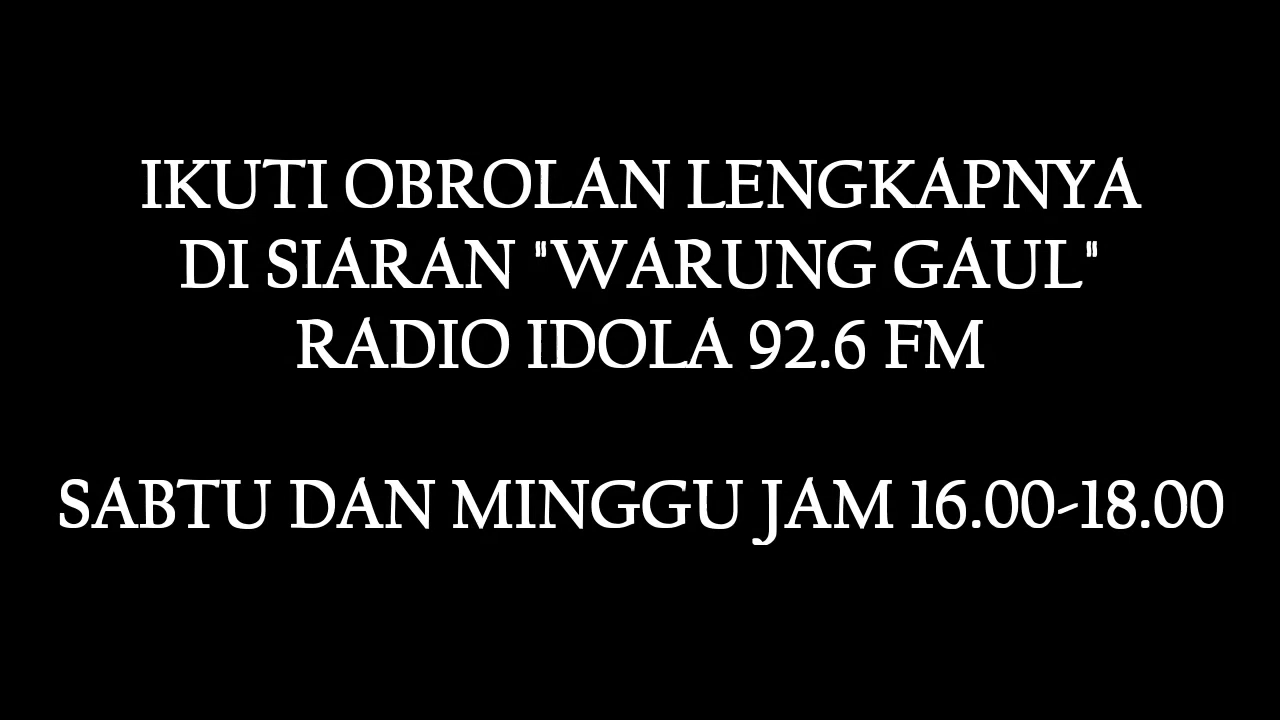 IKUTI OBROLAN LENGKAPNYA
DI SIARAN "WARUNG GAUL"
RADIO IDOLA 92.6 FM
SABTU DAN MINGGU JAM 16.00-18.00